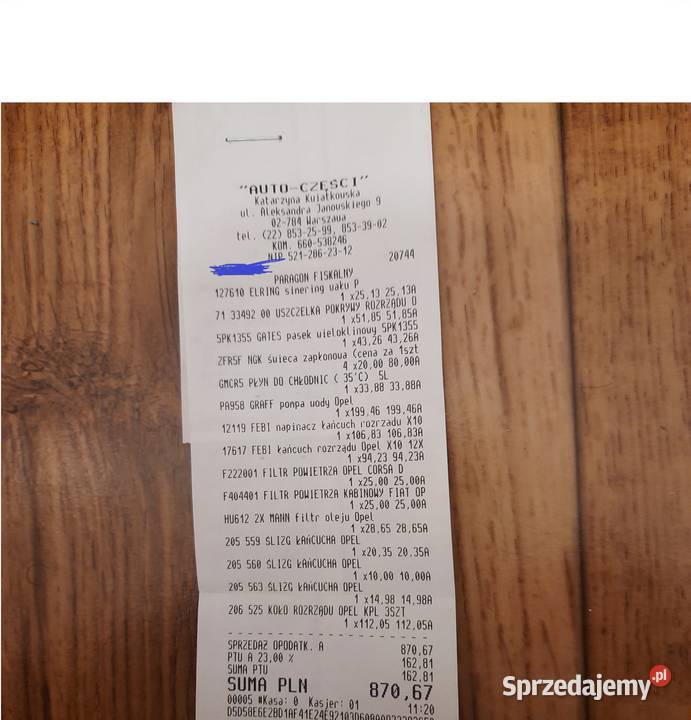 "AUTO-CZĘŚCI"
Katarzyna Kwiatkowska
ul. Aleksandra Janowskiego 9
02-784 Warszawa
tel. (22) 853-25-99, 853-39-02
KOM. 660-530246
NIP 521-206-23-12
20744
PARAGON FISKALNY
127610 ELRING simering wału P
1 x25,13 25,13A
71 33492 00 USZCZELKA POKRYWY ROZRZĄDU O
1 x51,85 51,85A
5PK1355 GATES pasek wieloklinowy 5PK1355
1 x43,26 43,26A
ZFR5F NGK świeca zapłonowa (cena za 1szt
4 x20,00 80,00A
GMCR5 PŁYN DO CHŁODNIC ( 35°C) 5L
1 x33,88 33,88A
PA958 GRAFF pompa wody Opel
1 x199,46 199,46A
12119 FEBI napinacz łańcuch rozrządu X10
1 x106,83 106,83A
17617 FEBI łańcuch rozrządu Opel X10 12X
1 x94,23 94,23A
F222001 FILTR POWIETRZA OPEL CORSA D
1 x25,00 25,00A
F404401 FILTR POWIETRZA KABINOWY FIAT OP
1 x25,00 25,00A
HU612 2X MANN filtr oleju Opel
1 x28,65 28,65A
205 559 ŚLIZG ŁAŃCUCHA OPEL
1 x20,35 20,35A
205 560 ŚLIZG ŁAŃCUCHA OPEL
1 x10,00 10,00A
205 563 ŚLIZG ŁAŃCUCHA OPEL
1 x14,98 14,98A
206 525 KOŁO ROZRZĄDU OPEL KPL 3SZT
1 x112,05 112,05A
SPRZEDAŻ OPODATK. A 870,67
PTU A 23,00 % 162,81
SUMA PTU 162,81
SUMA PLN 870,67
00005 #Kasa: 0 Kasjer: 01 11:20
Sprzedajemy.pl